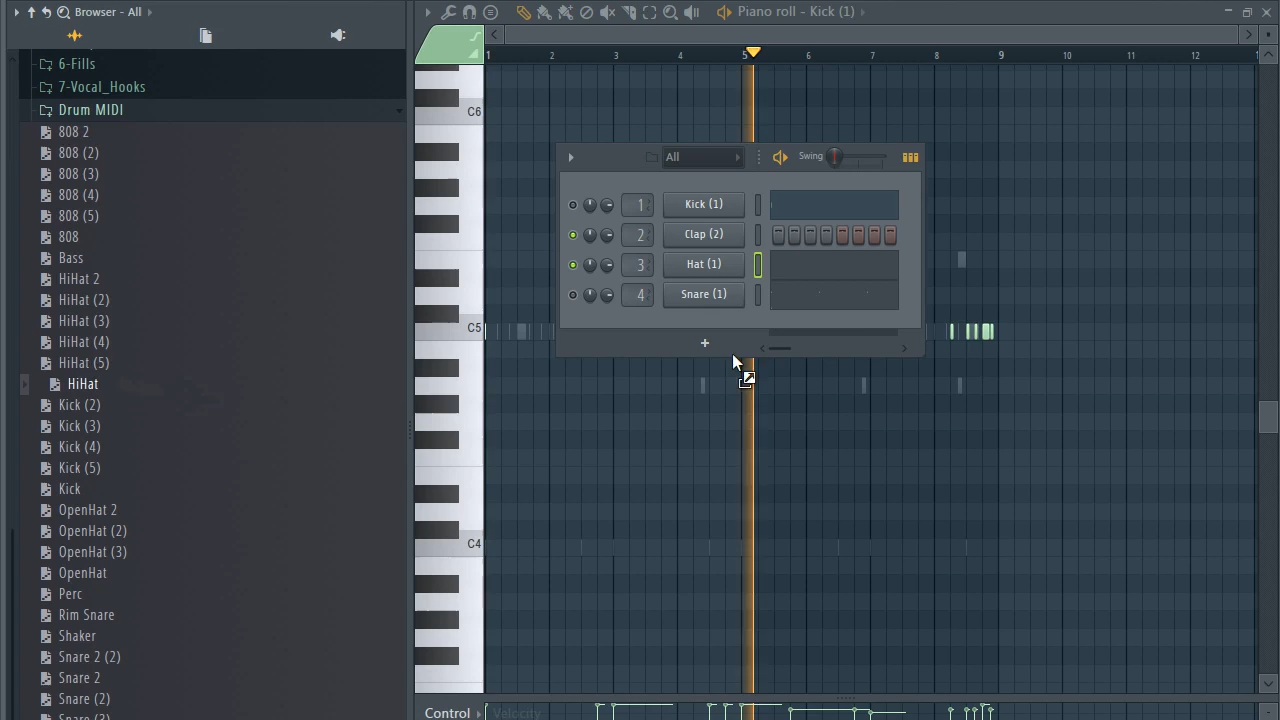 Browser - All
6-Fills
7-Vocal_Hooks
Drum MIDI
808 2
808 (2)
808 (3)
808 (4)
808 (5)
808
Bass
HiHat 2
HiHat (2)
HiHat (3)
HiHat (4)
HiHat (5)
HiHat
Kick (2)
Kick (3)
Kick (4)
Kick (5)
Kick
OpenHat 2
OpenHat (2)
OpenHat (3)
OpenHat
Perc
Rim Snare
Shaker
Snare 2 (2)
Snare 2
Snare (2)
Snare (3)
Piano roll - Kick (1)
1 2 3 4 5 6 7 8 9 10 11 12
C6
C5
C4
All
Swing
1 Kick (1)
2 Clap (2)
3 Hat (1)
4 Snare (1)
+
Control Velocity